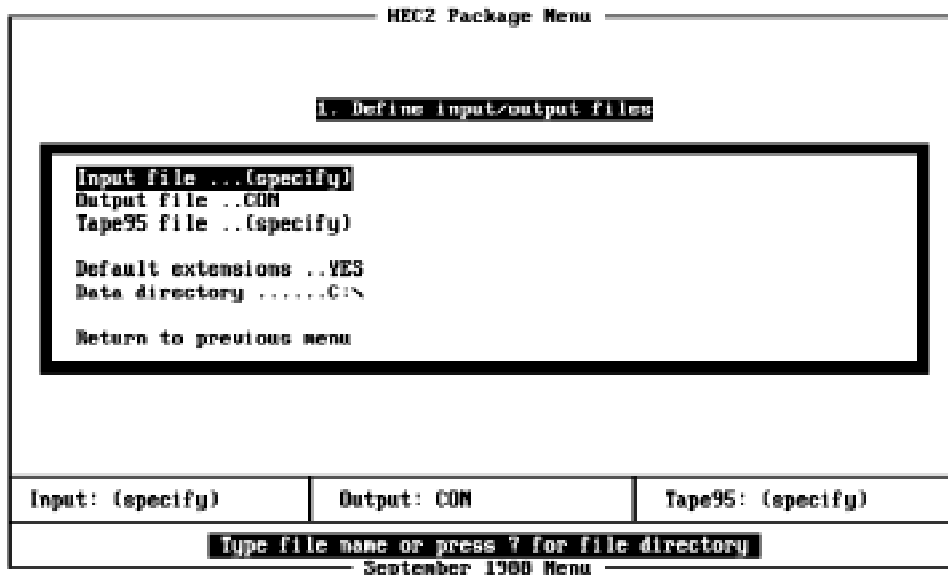 HEC2 Package Menu
1. Define input/output files
Input file ...(specify)
Output file ..CON
Tape95 file ..(specify)
Default extensions ..YES
Data directory ......C:\
Return to previous menu
Input: (specify)
Output: CON
Tape95: (specify)
Type file name or press ? for file directory
September 1988 Menu